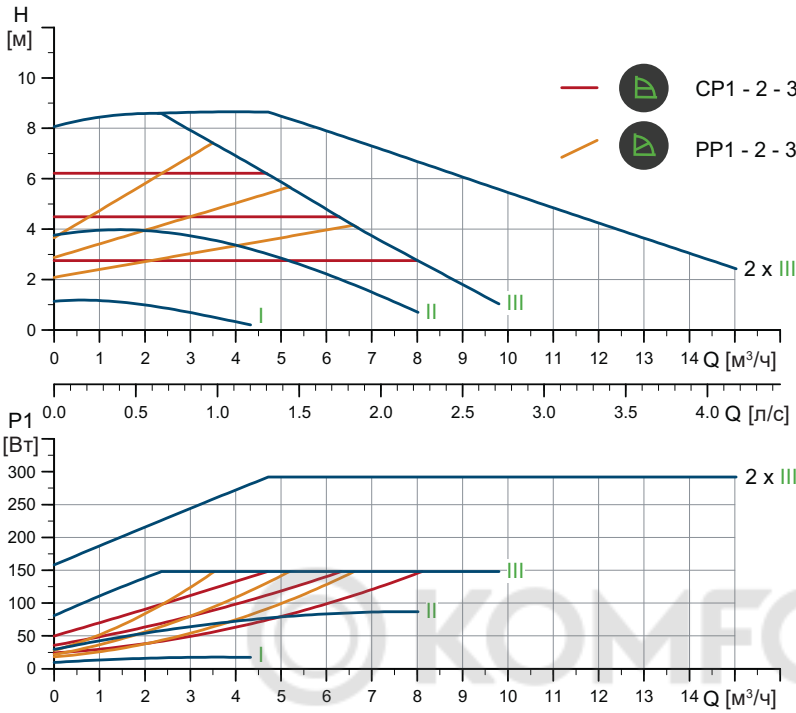 H
[м]
10
8
6
4
2
0
CP1 - 2 - 3
PP1 - 2 - 3
2 x III
III
II
I
0 1 2 3 4 5 6 7 8 9 10 11 12 13 14 Q [м³/ч]
0.0 0.5 1.0 1.5 2.0 2.5 3.0 3.5 4.0 Q [л/с]
P1
[Вт]
300
250
200
150
100
50
0
2 x III
III
II
I
0 1 2 3 4 5 6 7 8 9 10 11 12 13 14 Q [м³/ч]
© KOMFO